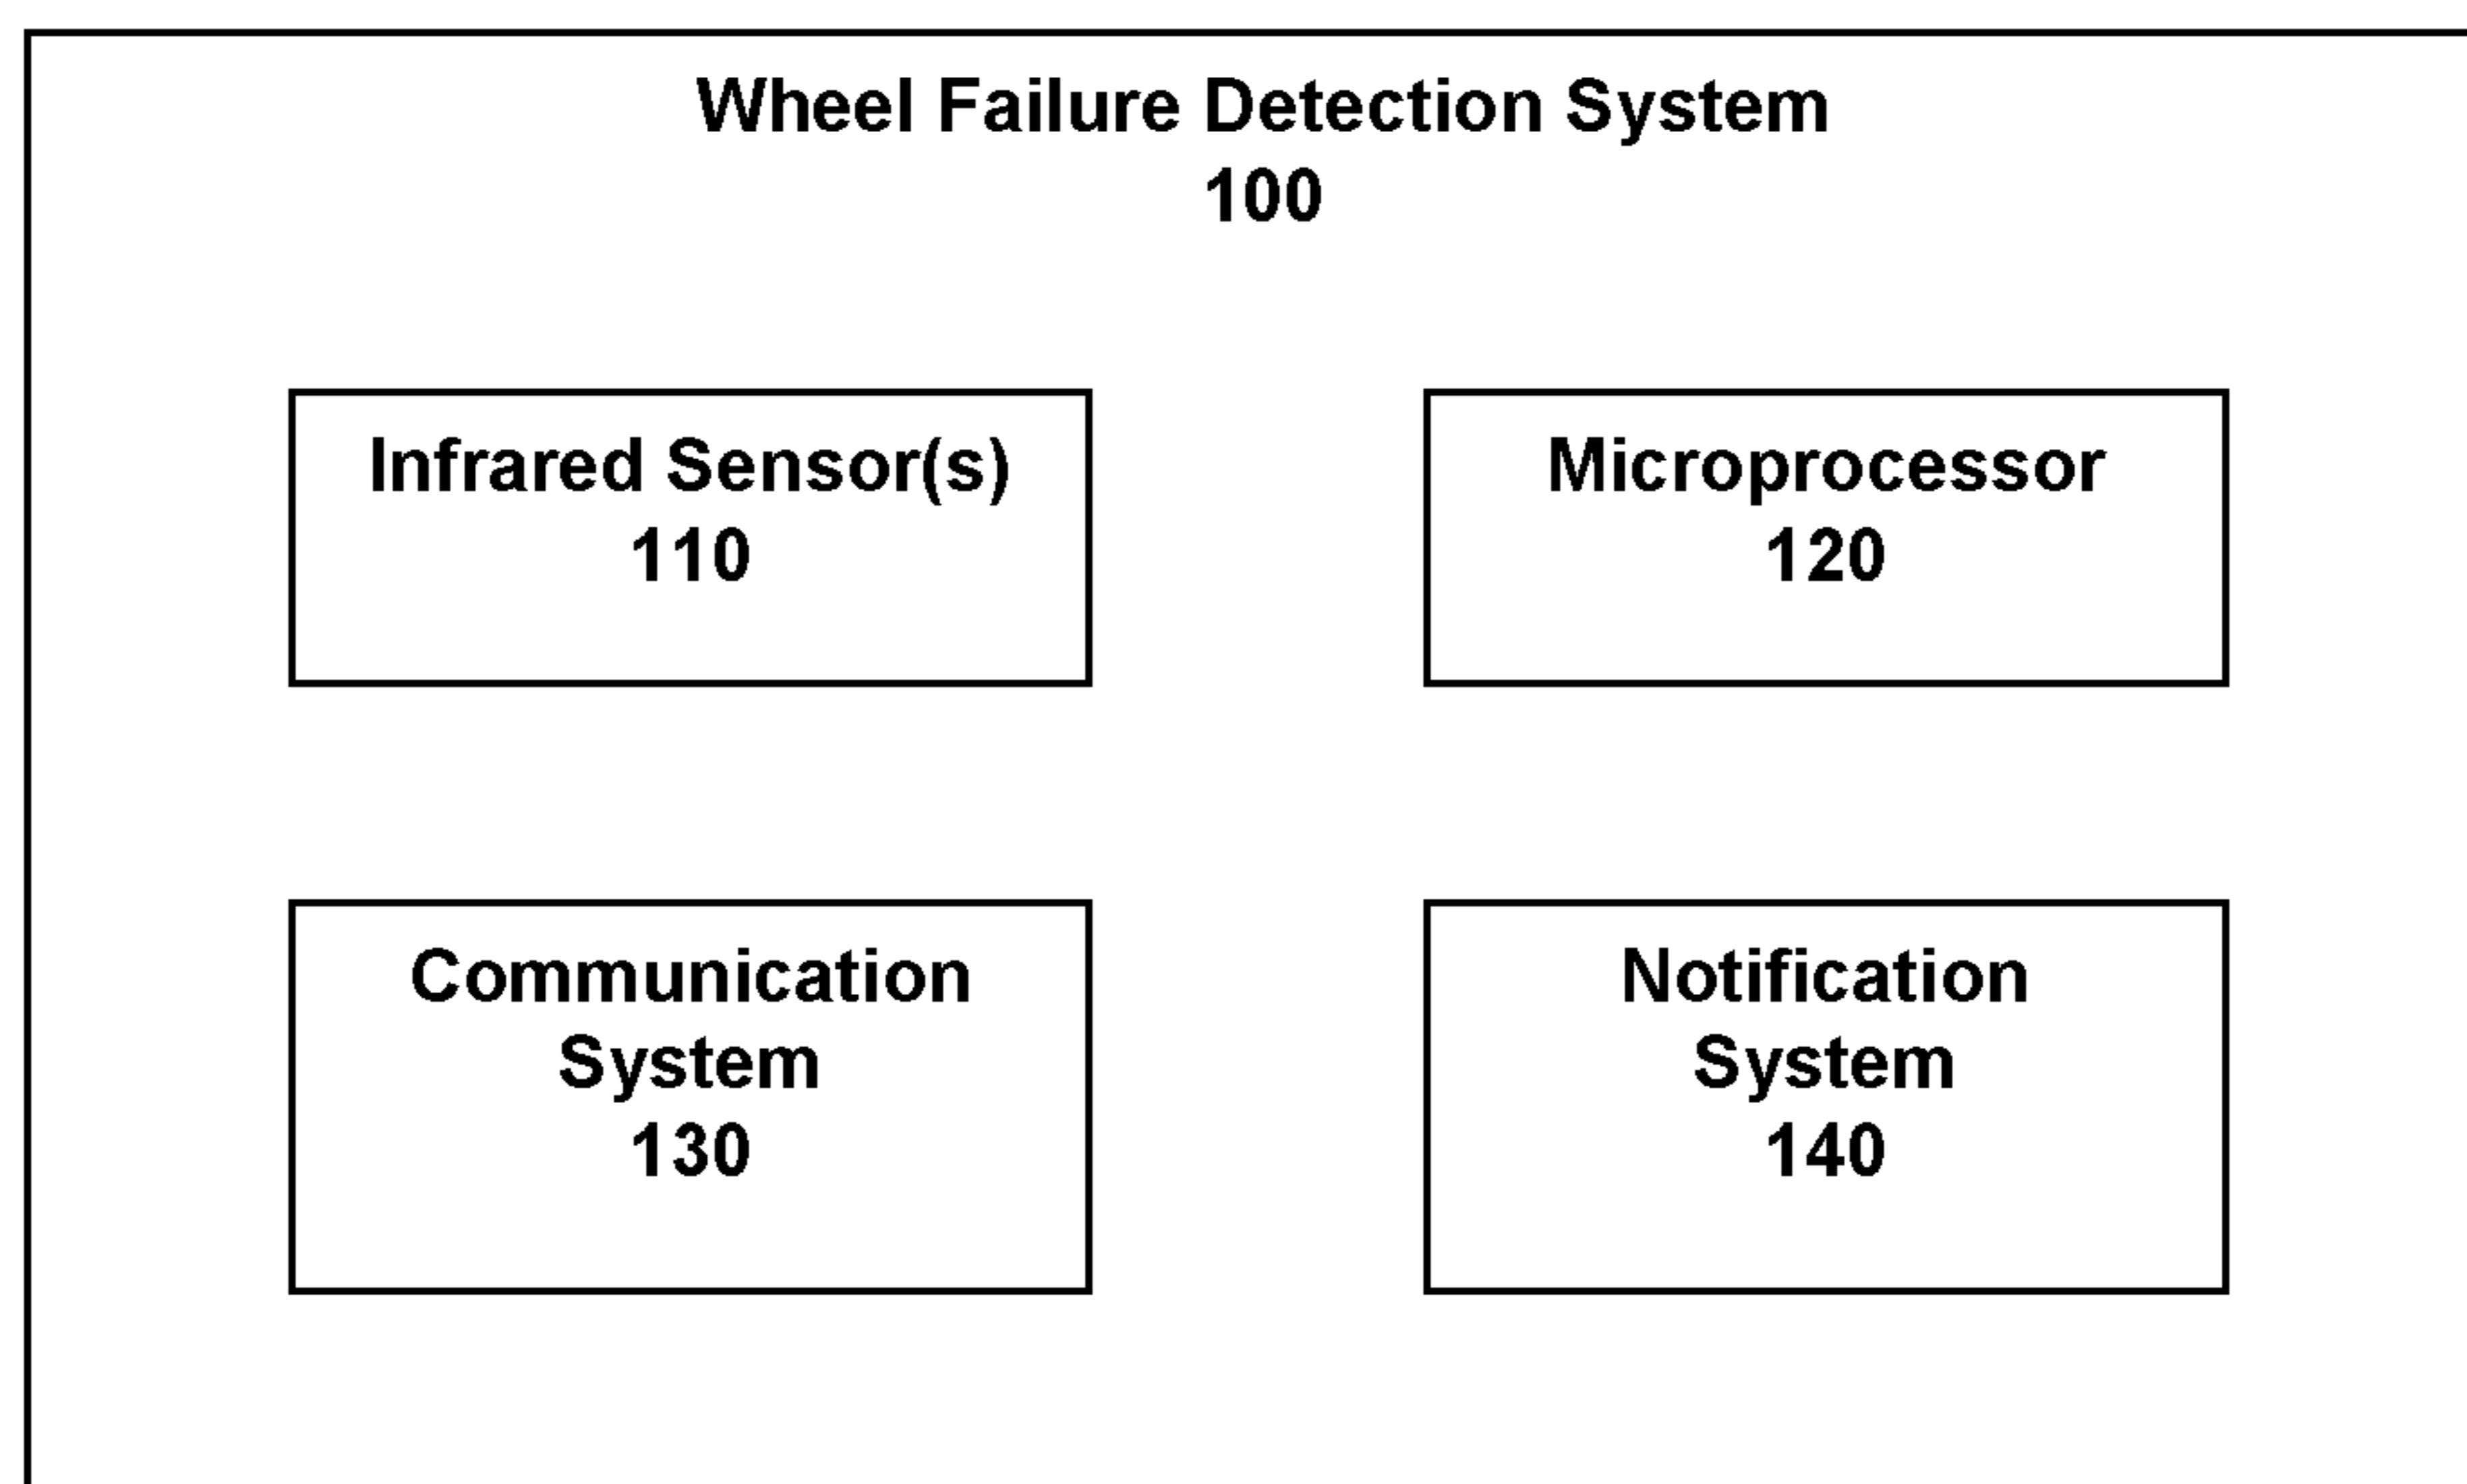 Wheel Failure Detection System
100
Infrared Sensor(s)
110
Microprocessor
120
Communication
System
130
Notification
System
140